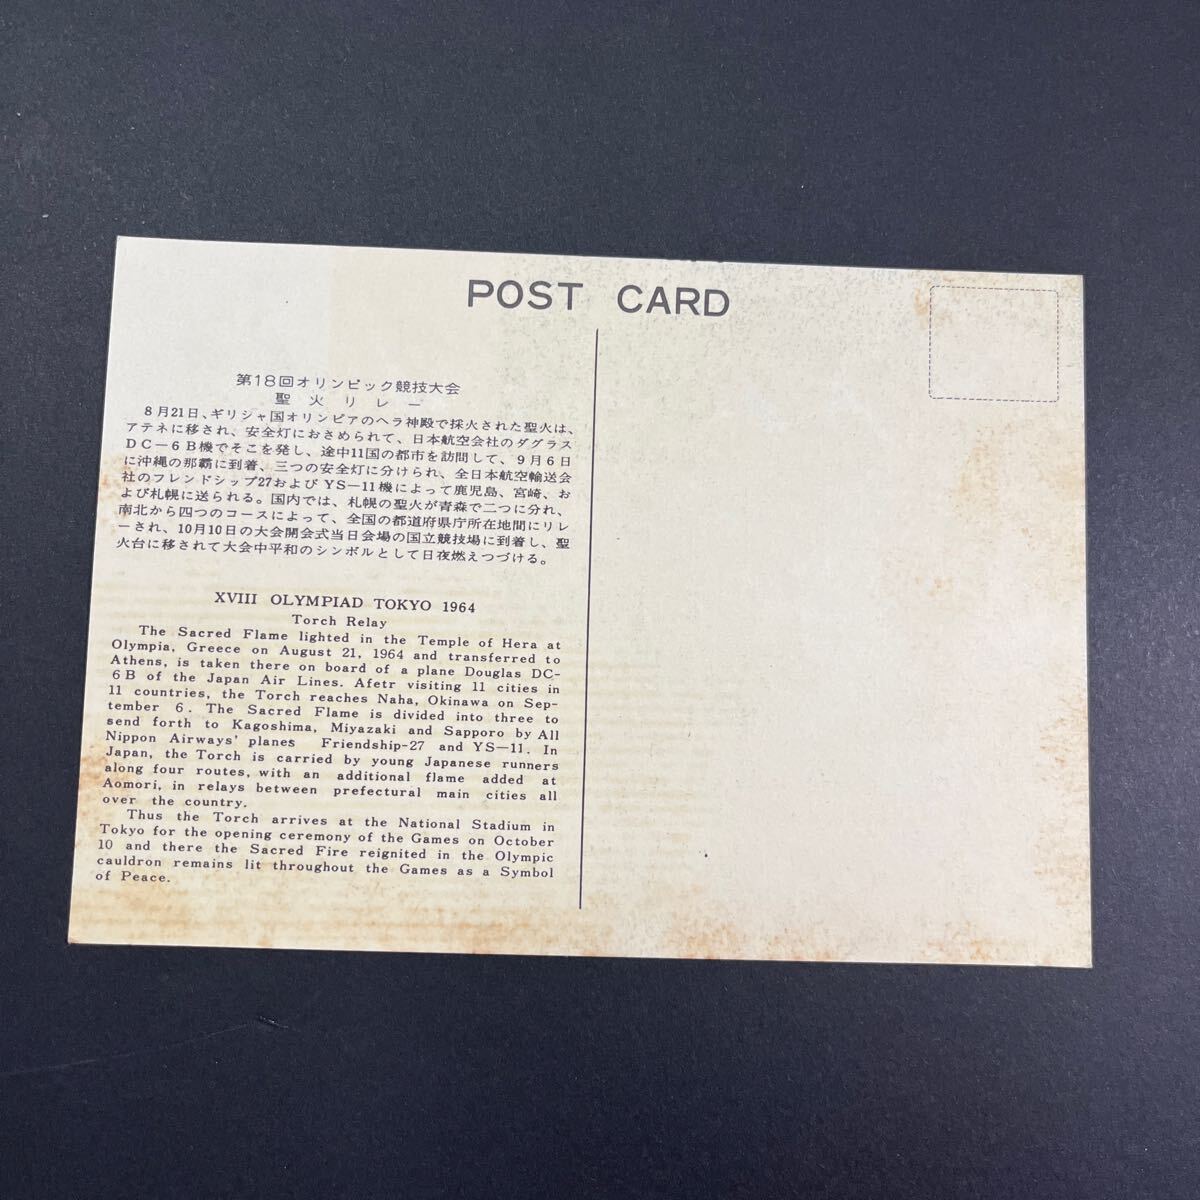 POST CARD
第18回オリンピック競技大会
聖火リレー
8月21日、ギリシャ国オリンピアのヘラ神殿で採火された聖火は、
アテネに移され、安全灯におさめられて、日本航空会社のダグラス
DC－6B機でそこを発し、途中11国の都市を訪問して、9月6日
に沖縄の那覇に到着、三つの安全灯に分けられ、全日本航空輸送会
社のフレンドシップ27およびYS－11機によって鹿児島、宮崎、お
よび札幌に送られる。国内では、札幌の聖火が青森で二つに分れ、
南北から四つのコースによって、全国の都道府県庁所在地間にリレ
ーされ、10月10日の大会開会式当日会場の国立競技場に到着し、聖
火台に移されて大会中平和のシンボルとして日夜燃えつづける。
XVIII OLYMPIAD TOKYO 1964
Torch Relay
The Sacred Flame lighted in the Temple of Hera at
Olympia, Greece on August 21, 1964 and transferred to
Athens, is taken there on board of a plane Douglas DC-
6B of the Japan Air Lines. Afetr visiting 11 cities in
11 countries, the Torch reaches Naha, Okinawa on Sep-
tember 6. The Sacred Flame is divided into three to
send forth to Kagoshima, Miyazaki and Sapporo by All
Nippon Airways' planes Friendship-27 and YS—11. In
Japan, the Torch is carried by young Japanese runners
along four routes, with an additional flame added at
Aomori, in relays between prefectural main cities all
over the country.
Thus the Torch arrives at the National Stadium in
Tokyo for the opening ceremony of the Games on October
10 and there the Sacred Fire reignited in the Olympic
cauldron remains lit throughout the Games as a Symbol
of Peace.